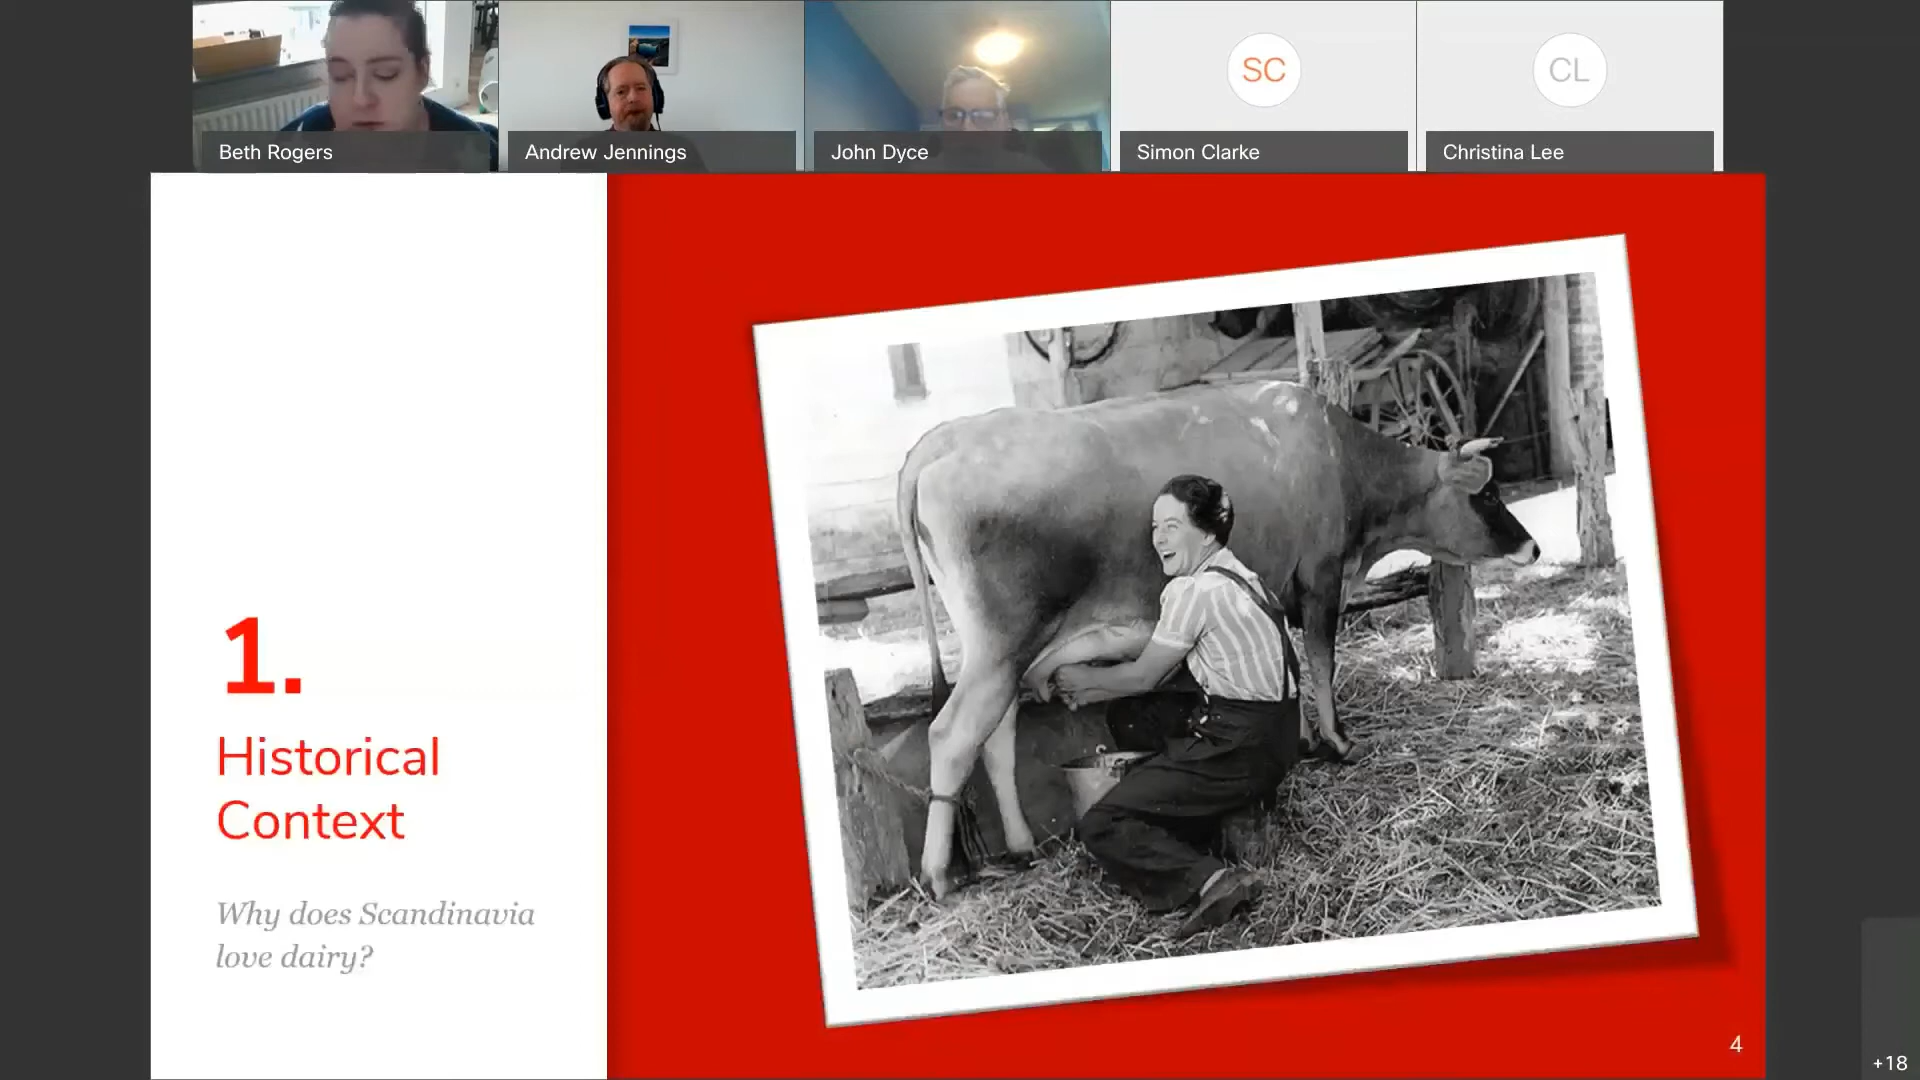 Beth Rogers
Andrew Jennings
John Dyce
SC
Simon Clarke
CL
Christina Lee
1.
Historical
Context
Why does Scandinavia
love dairy?
4
+18